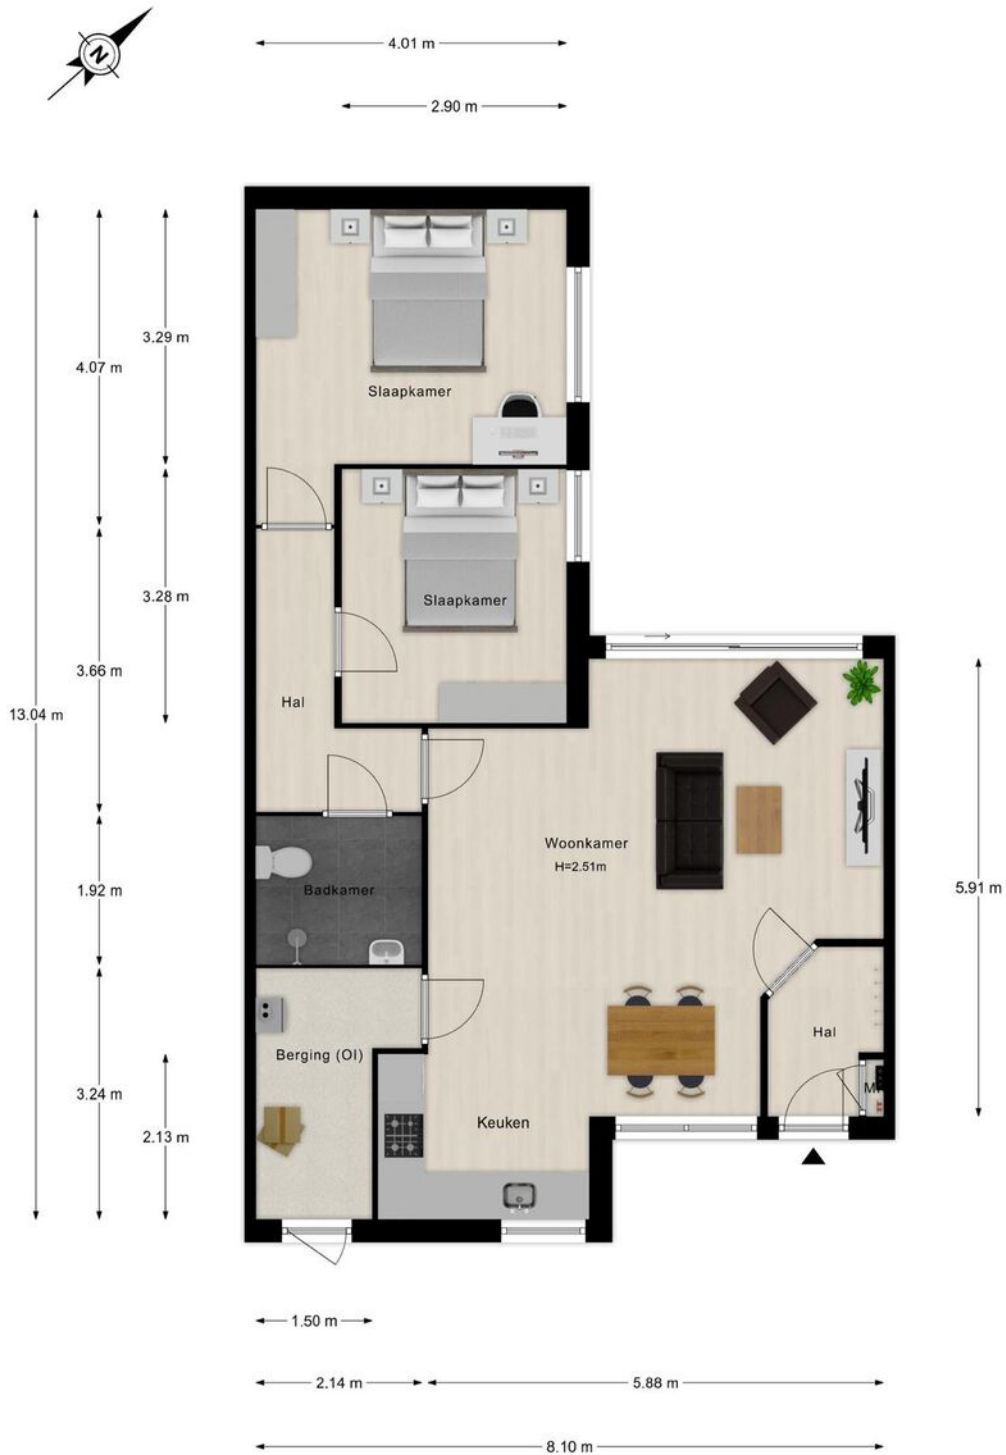 N
4.01 m
2.90 m
3.29 m
4.07 m
Slaapkamer
3.28 m
Slaapkamer
3.66 m
Hal
13.04 m
Woonkamer
H=2.51m
1.92 m
Badkamer
5.91 m
Hal
Berging (OI)
3.24 m
Keuken
2.13 m
1.50 m
2.14 m
5.88 m
8.10 m